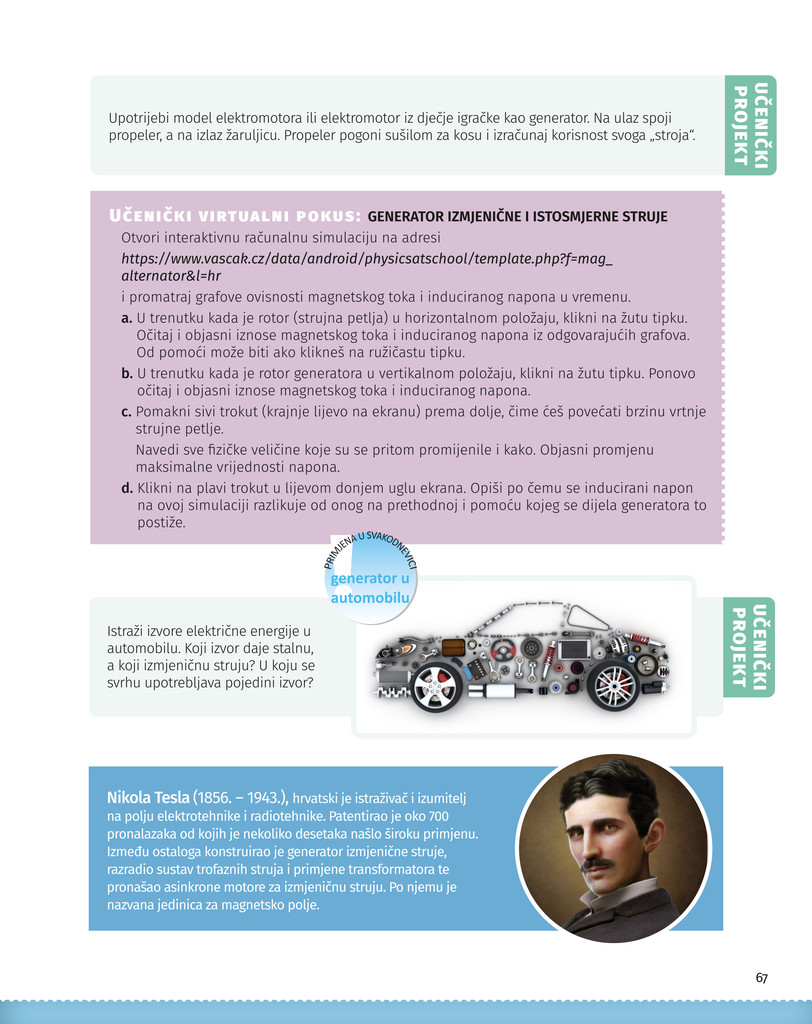 UČENIČKI
PROJEKT
Upotrijebi model elektromotora ili elektromotor iz dječje igračke kao generator. Na ulaz spoji
propeler, a na izlaz žaruljicu. Propeler pogoni sušilom za kosu i izračunaj korisnost svoga „stroja“.
UČENIČKI VIRTUALNI POKUS: GENERATOR IZMJENIČNE I ISTOSMJERNE STRUJE
Otvori interaktivnu računalnu simulaciju na adresi
https://www.vascak.cz/data/android/physicsatschool/template.php?f=mag_
alternator&l=hr
i promatraj grafove ovisnosti magnetskog toka i induciranog napona u vremenu.
a. U trenutku kada je rotor (strujna petlja) u horizontalnom položaju, klikni na žutu tipku.
Očitaj i objasni iznose magnetskog toka i induciranog napona iz odgovarajućih grafova.
Od pomoći može biti ako klikneš na ružičastu tipku.
b. U trenutku kada je rotor generatora u vertikalnom položaju, klikni na žutu tipku. Ponovo
očitaj i objasni iznose magnetskog toka i induciranog napona.
c. Pomakni sivi trokut (krajnje lijevo na ekranu) prema dolje, čime ćeš povećati brzinu vrtnje
strujne petlje.
Navedi sve fizičke veličine koje su se pritom promijenile i kako. Objasni promjenu
maksimalne vrijednosti napona.
d. Klikni na plavi trokut u lijevom donjem uglu ekrana. Opiši po čemu se inducirani napon
na ovoj simulaciji razlikuje od onog na prethodnoj i pomoću kojeg se dijela generatora to
postiže.
PRIMJENA U SVAKODNEVICI
generator u
automobilu
UČENIČKI
PROJEKT
Istraži izvore električne energije u
automobilu. Koji izvor daje stalnu,
a koji izmjeničnu struju? U koju se
svrhu upotrebljava pojedini izvor?
Nikola Tesla (1856. – 1943.), hrvatski je istraživač i izumitelj
na polju elektrotehnike i radiotehnike. Patentirao je oko 700
pronalazaka od kojih je nekoliko desetaka našlo široku primjenu.
Između ostaloga konstruirao je generator izmjenične struje,
razradio sustav trofaznih struja i primjene transformatora te
pronašao asinkrone motore za izmjeničnu struju. Po njemu je
nazvana jedinica za magnetsko polje.
67